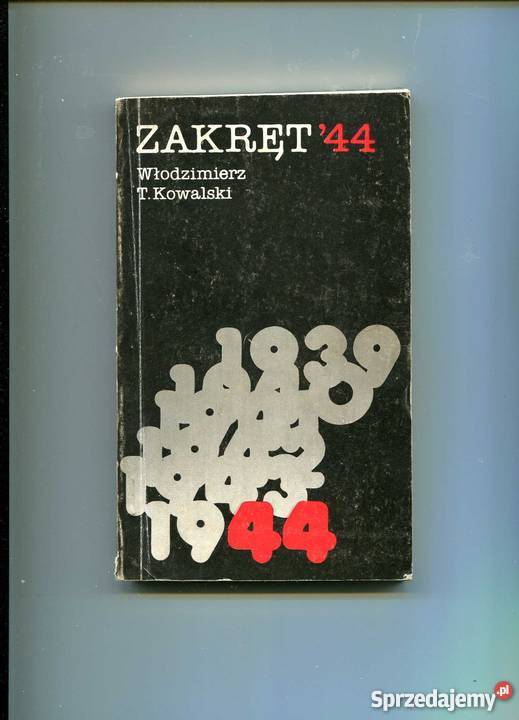 ZAKRĘT '44
Włodzimierz
T. Kowalski
1939
1944
Sprzedajemy.pl